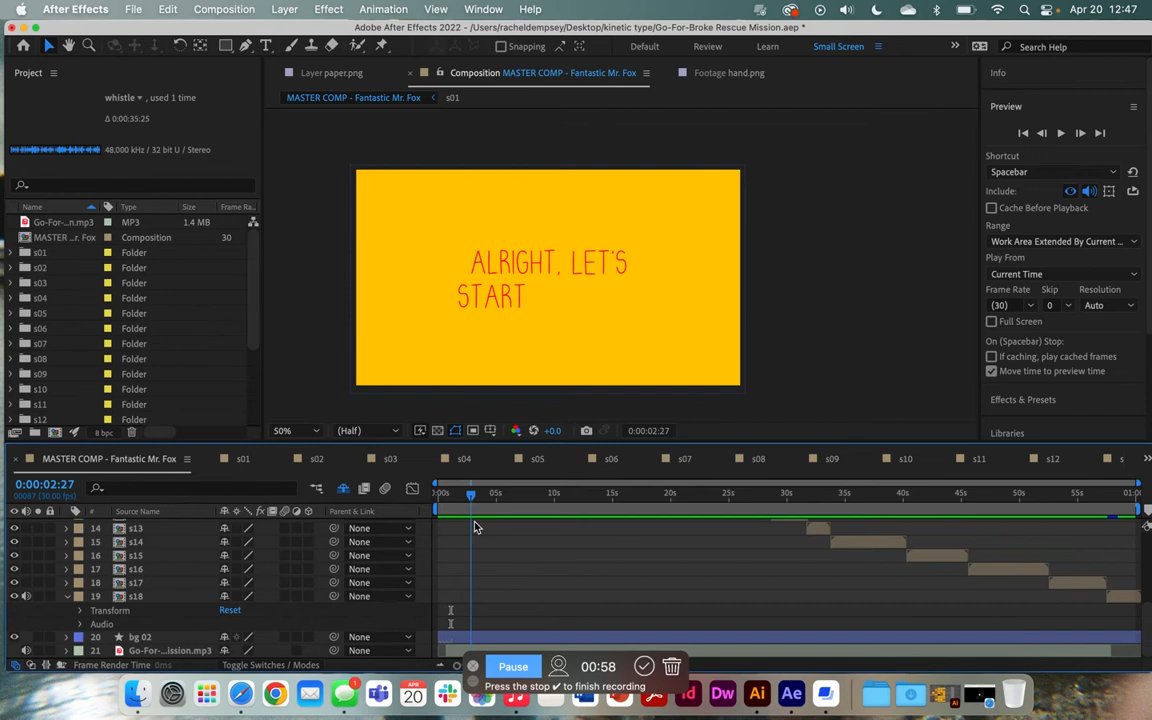 After Effects File Edit Composition Layer Effect Animation View Window Help Apr 20 12:47
Adobe After Effects 2022 - /Users/racheldempsey/Desktop/kinetic type/Go-For-Broke Rescue Mission.aep *
Snapping Default Review Learn Small Screen Search Help
Project
Layer paper.png
Composition MASTER COMP - Fantastic Mr. Fox
Footage hand.png
Info
whistle , used 1 time
MASTER COMP - Fantastic Mr. Fox s01
Preview
Δ 0:00:35:25
48.000 kHz / 32 bit U / Stereo
Shortcut
Spacebar
Include:
Cache Before Playback
Name Type Size Frame Ra...
Go-For-...n.mp3 MP3 1.4 MB
MASTER ...r. Fox Composition 30
s01 Folder
s02 Folder
s03 Folder
s04 Folder
s05 Folder
s06 Folder
s07 Folder
s08 Folder
s09 Folder
s10 Folder
s11 Folder
s12 Folder
8 bpc
ALRIGHT, LET'S
START
Range
Work Area Extended By Current ...
Play From
Current Time
Frame Rate Skip Resolution
(30) 0 Auto
Full Screen
On (Spacebar) Stop:
If caching, play cached frames
Move time to preview time
Effects & Presets
Libraries
50% (Half) +0.0 0:00:02:27
MASTER COMP - Fantastic Mr. Fox s01 s02 s03 s04 s05 s06 s07 s08 s09 s10 s11 s12 s
0:00:02:27
00087 (30.00 fps)
:00s 05s 10s 15s 20s 25s 30s 35s 40s 45s 50s 55s 01:0
# Source Name Parent & Link
14 s13 None
15 s14 None
16 s15 None
17 s16 None
18 s17 None
19 s18 None
Transform Reset
Audio
20 bg 02 None
21 Go-For-...ission.mp3 None
Frame Render Time 0ms Toggle Switches / Modes
Pause 00:58
Press the stop ✔ to finish recording
1 APR 20 Id Dw Ai Ae